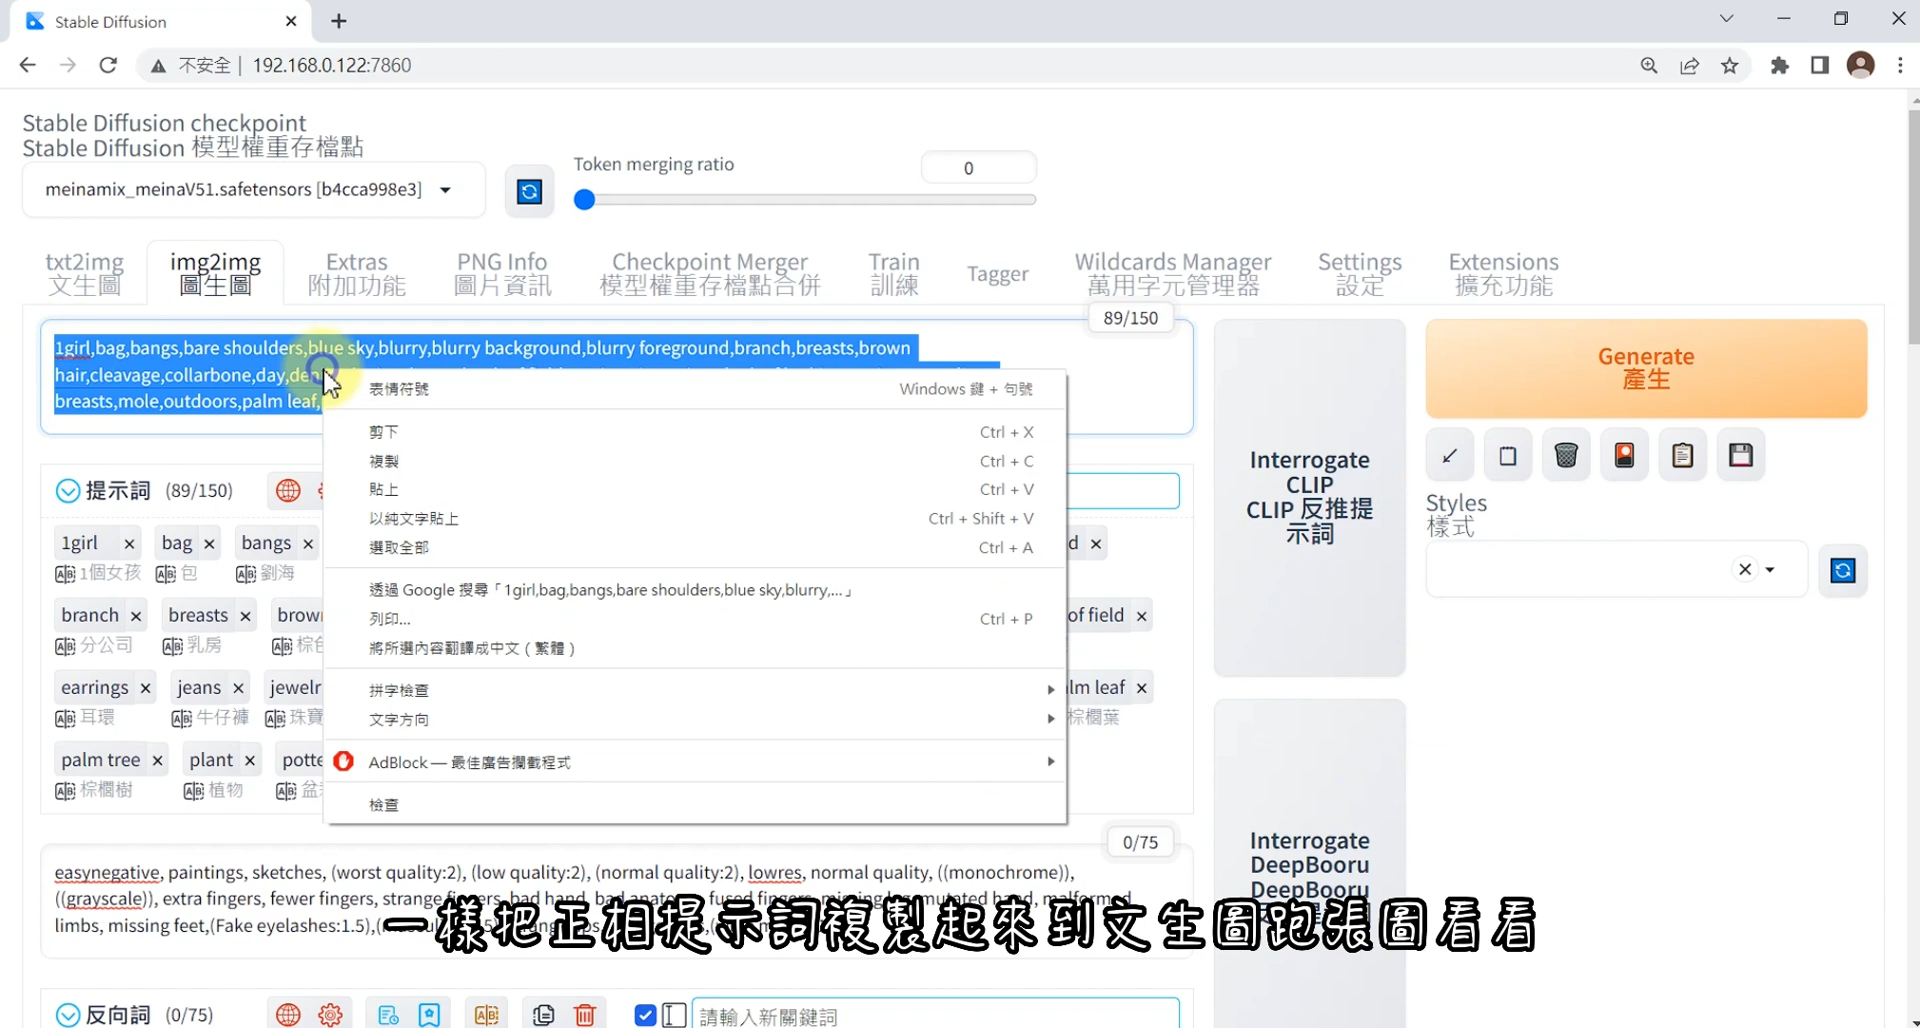 Stable Diffusion
不安全
192.168.0.122:7860
Stable Diffusion checkpoint
Stable Diffusion 模型權重存檔點
meinamix_meinaV51.safetensors [b4cca998e3]
Token merging ratio
0
txt2img
文生圖
img2img
圖生圖
Extras
附加功能
PNG Info
圖片資訊
Checkpoint Merger
模型權重存檔點合併
Train
訓練
Tagger
Wildcards Manager
萬用字元管理器
Settings
設定
Extensions
擴充功能
89/150
1girl,bag,bangs,bare shoulders,blue sky,blurry,blurry background,blurry foreground,branch,breasts,brown
hair,cleavage,collarbone,day,
breasts,mole,outdoors,palm leaf,
表情符號 Windows 鍵 + 句號
剪下 Ctrl + X
複製 Ctrl + C
貼上 Ctrl + V
以純文字貼上 Ctrl + Shift + V
選取全部 Ctrl + A
透過 Google 搜尋「1girl,bag,bangs,bare shoulders,blue sky,blurry,...」
列印... Ctrl + P
將所選內容翻譯成中文（繁體）
拼字檢查
文字方向
AdBlock — 最佳廣告攔截程式
檢查
提示詞 (89/150)
1girl × bag × bangs ×
1個女孩 包 劉海
branch × breasts × of field ×
分公司 乳房
earrings × jeans × leaf ×
耳環 牛仔褲 珠寶 棕櫚葉
palm tree × plant ×
棕櫚樹 植物
Interrogate
CLIP
CLIP 反推提
示詞
Generate
產生
Styles
樣式
Interrogate
DeepBooru
DeepBooru
0/75
easynegative, paintings, sketches, (worst quality:2), (low quality:2), (normal quality:2), lowres, normal quality, ((monochrome)),
((grayscale)), extra fingers, fewer fingers, strange fingers, bad hand, bad anatomy, fused fingers, missing leg, mutated hand, malformed
limbs, missing feet,(Fake eyelashes:1.5),
一樣把正相提示詞複製起來到文生圖跑張圖看看
反向詞 (0/75)
請輸入新關鍵詞